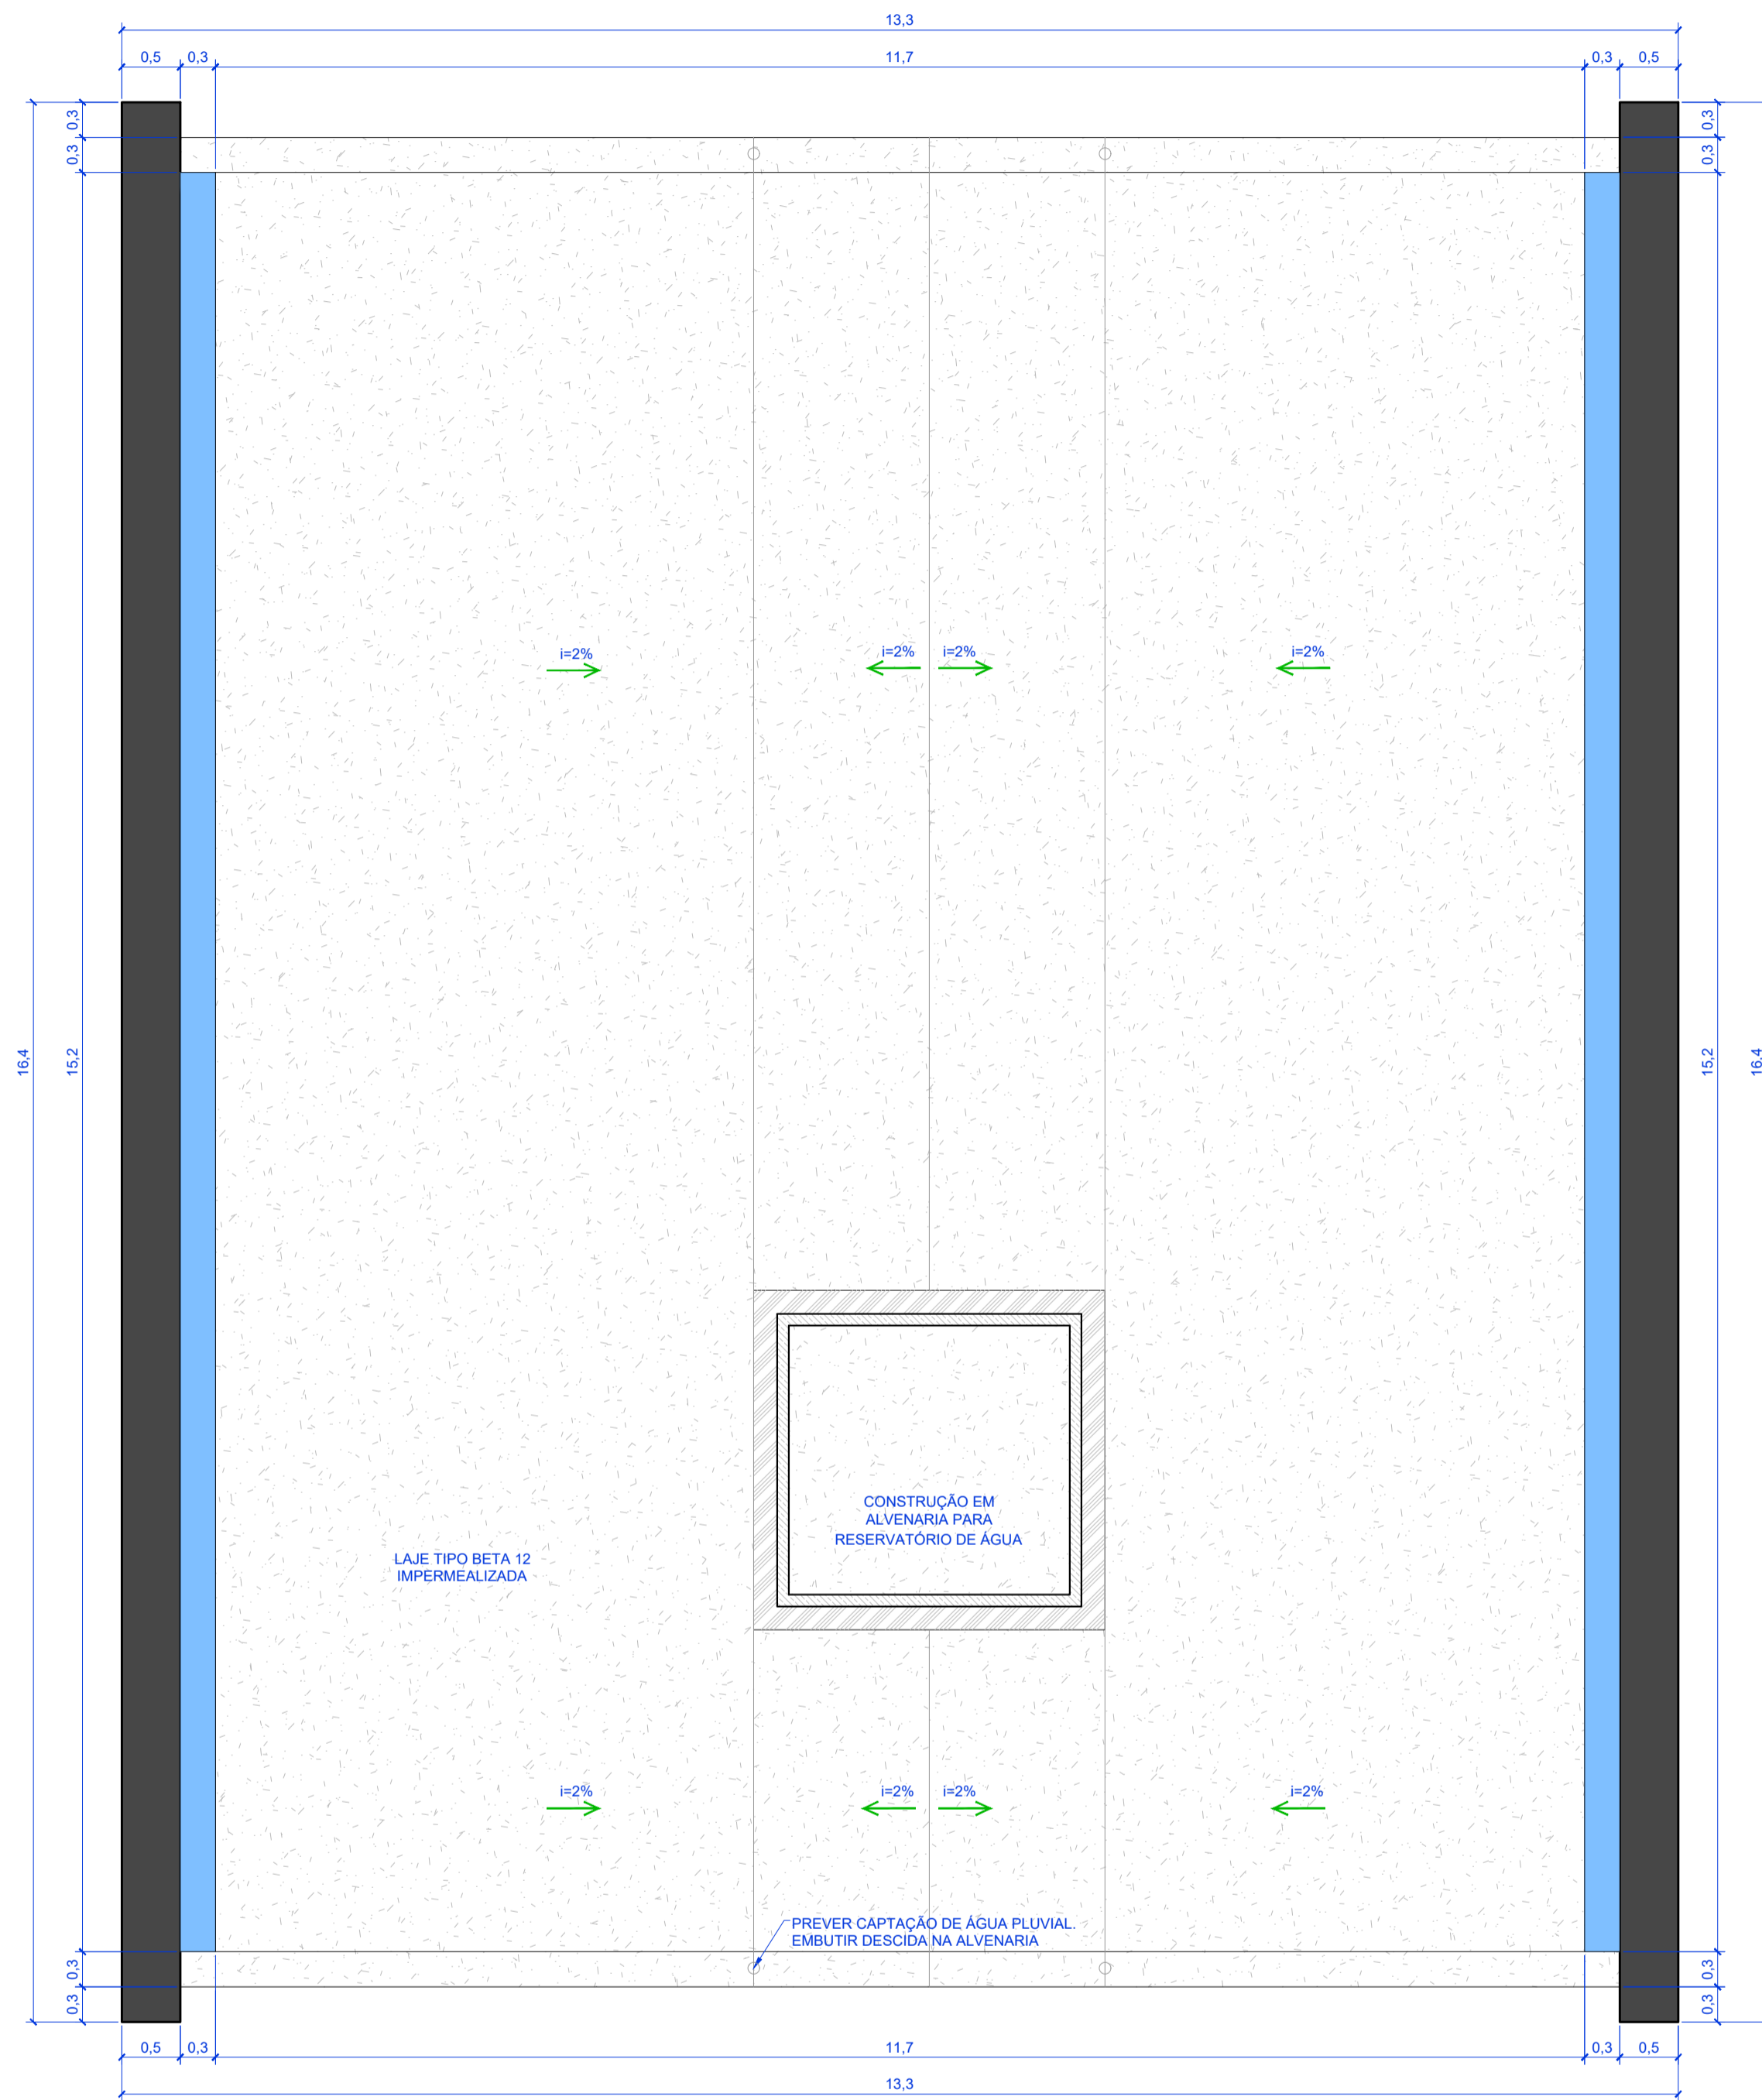 13,3
0,5
0,3
11,7
0,3
0,5
0,3
0,3
0,3
0,3
i=2%
i=2%
i=2%
i=2%
16,4
15,2
15,2
16,4
CONSTRUÇÃO EM
ALVENARIA PARA
RESERVATÓRIO DE ÁGUA
LAJE TIPO BETA 12
IMPERMEALIZADA
i=2%
i=2%
i=2%
i=2%
PREVER CAPTAÇÃO DE ÁGUA PLUVIAL.
EMBUTIR DESCIDA NA ALVENARIA
0,3
0,3
0,3
0,3
0,5
0,3
11,7
0,3
0,5
13,3